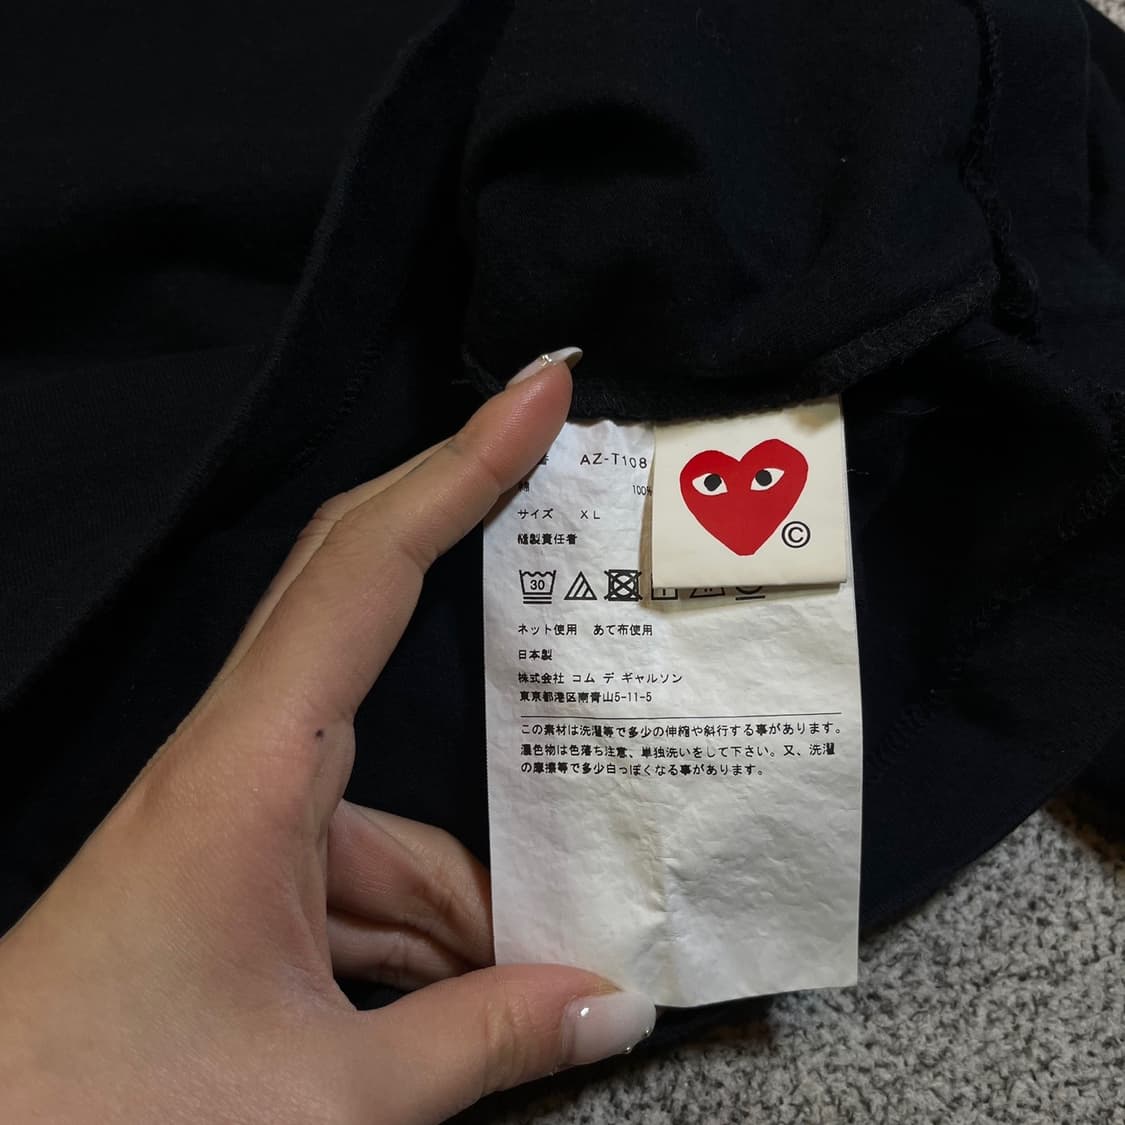 番 AZ-T108
綿 100%
サイズ XL
縫製責任者
30
ネット使用 あて布使用
日本製
株式会社 コム デ ギャルソン
東京都港区南青山5-11-5
この素材は洗濯等で多少の伸縮や斜行する事があります。
濃色物は色落ち注意、単独洗いをして下さい。又、洗濯
の摩擦等で多少白っぽくなる事があります。
©